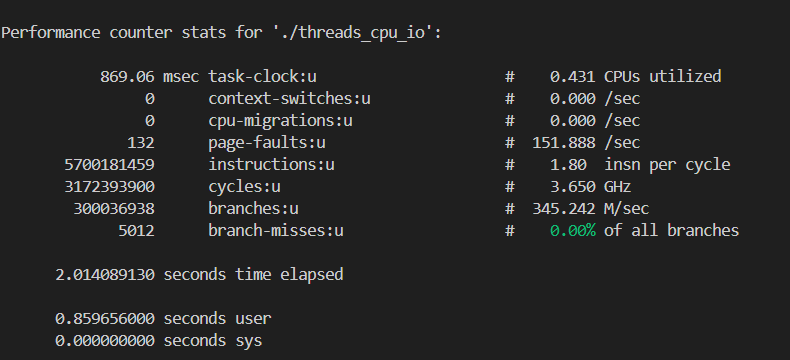 Performance counter stats for './threads_cpu_io':
869.06 msec task-clock:u # 0.431 CPUs utilized
0 context-switches:u # 0.000 /sec
0 cpu-migrations:u # 0.000 /sec
132 page-faults:u # 151.888 /sec
5700181459 instructions:u # 1.80 insn per cycle
3172393900 cycles:u # 3.650 GHz
300036938 branches:u # 345.242 M/sec
5012 branch-misses:u # 0.00% of all branches
2.014089130 seconds time elapsed
0.859656000 seconds user
0.000000000 seconds sys